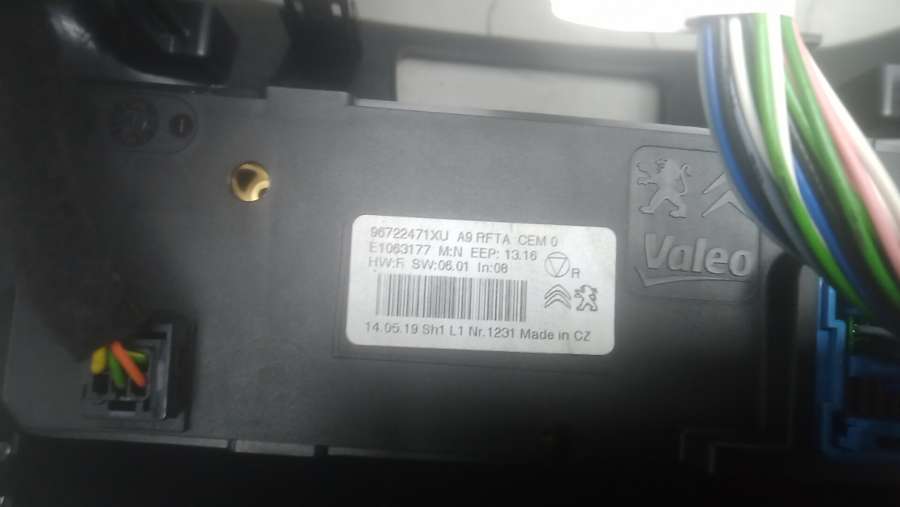 96722471XU A9 RFTA CEM 0
E1063177 M:N EEP: 13.16
HW:F SW:06.01 In:08
R
14.05.19 Sh1 L1 Nr.1231 Made in CZ
Valeo